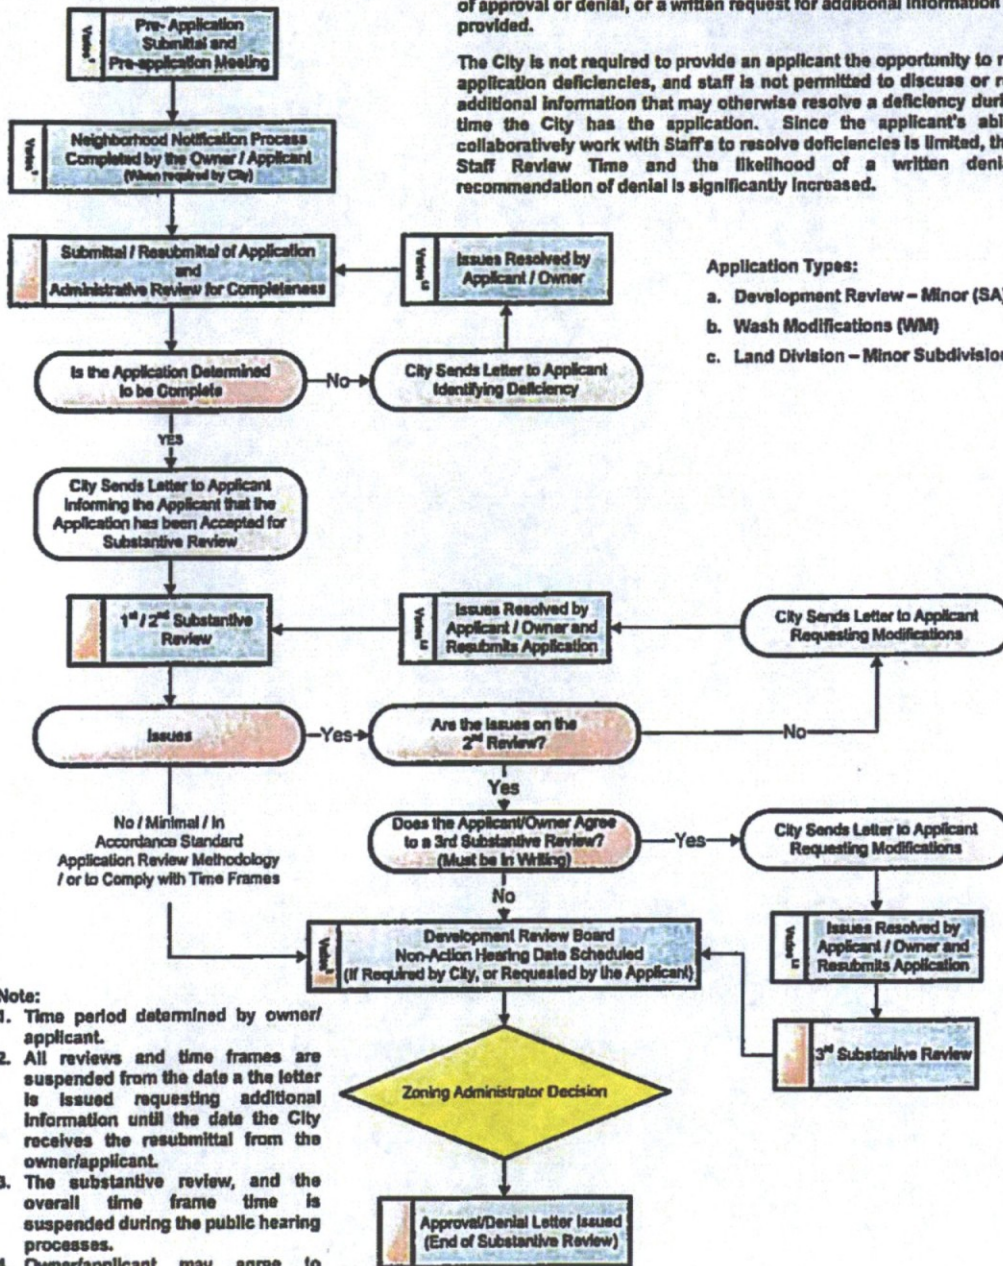 of approval or denial, or a written request for additional information
provided.
The City is not required to provide an applicant the opportunity to
application deficiencies, and staff is not permitted to discuss or
additional information that may otherwise resolve a deficiency
time the City has the application. Since the applicant's
collaboratively work with Staff's to resolve deficiencies is limited,
Staff Review Time and the likelihood of a written
recommendation of denial is significantly increased.
Pre- Application
Submittal and
Pre-application Meeting
Neighborhood Notification Process
Completed by the Owner / Applicant
(When required by City)
Submittal / Resubmittal of Application
and
Administrative Review for Completeness
Issues Resolved by
Applicant / Owner
Application Types:
a. Development Review – Minor (SA)
b. Wash Modifications (WM)
c. Land Division – Minor Subdivision
Is the Application Determined
to be Complete
No
City Sends Letter to Applicant
Identifying Deficiency
YES
City Sends Letter to Applicant
Informing the Applicant that the
Application has been Accepted for
Substantive Review
1st / 2nd Substantive
Review
Issues Resolved by
Applicant / Owner and
Resubmits Application
City Sends Letter to Applicant
Requesting Modifications
Issues
Yes
Are the Issues on the
2nd Review?
No
Yes
No / Minimal / In
Accordance Standard
Application Review Methodology
/ or to Comply with Time Frames
Does the Applicant/Owner Agree
to a 3rd Substantive Review?
(Must be in Writing)
Yes
City Sends Letter to Applicant
Requesting Modifications
No
Development Review Board
Non-Action Hearing Date Scheduled
(If Required by City, or Requested by the Applicant)
Issues Resolved by
Applicant / Owner and
Resubmits Application
3rd Substantive Review
Zoning Administrator Decision
Approval/Denial Letter Issued
(End of Substantive Review)
Note:
1. Time period determined by owner/
applicant.
2. All reviews and time frames are
suspended from the date a the letter
is issued requesting additional
information until the date the City
receives the resubmittal from the
owner/applicant.
3. The substantive review, and the
overall time frame time is
suspended during the public hearing
processes.
4. Owner/applicant may agree to